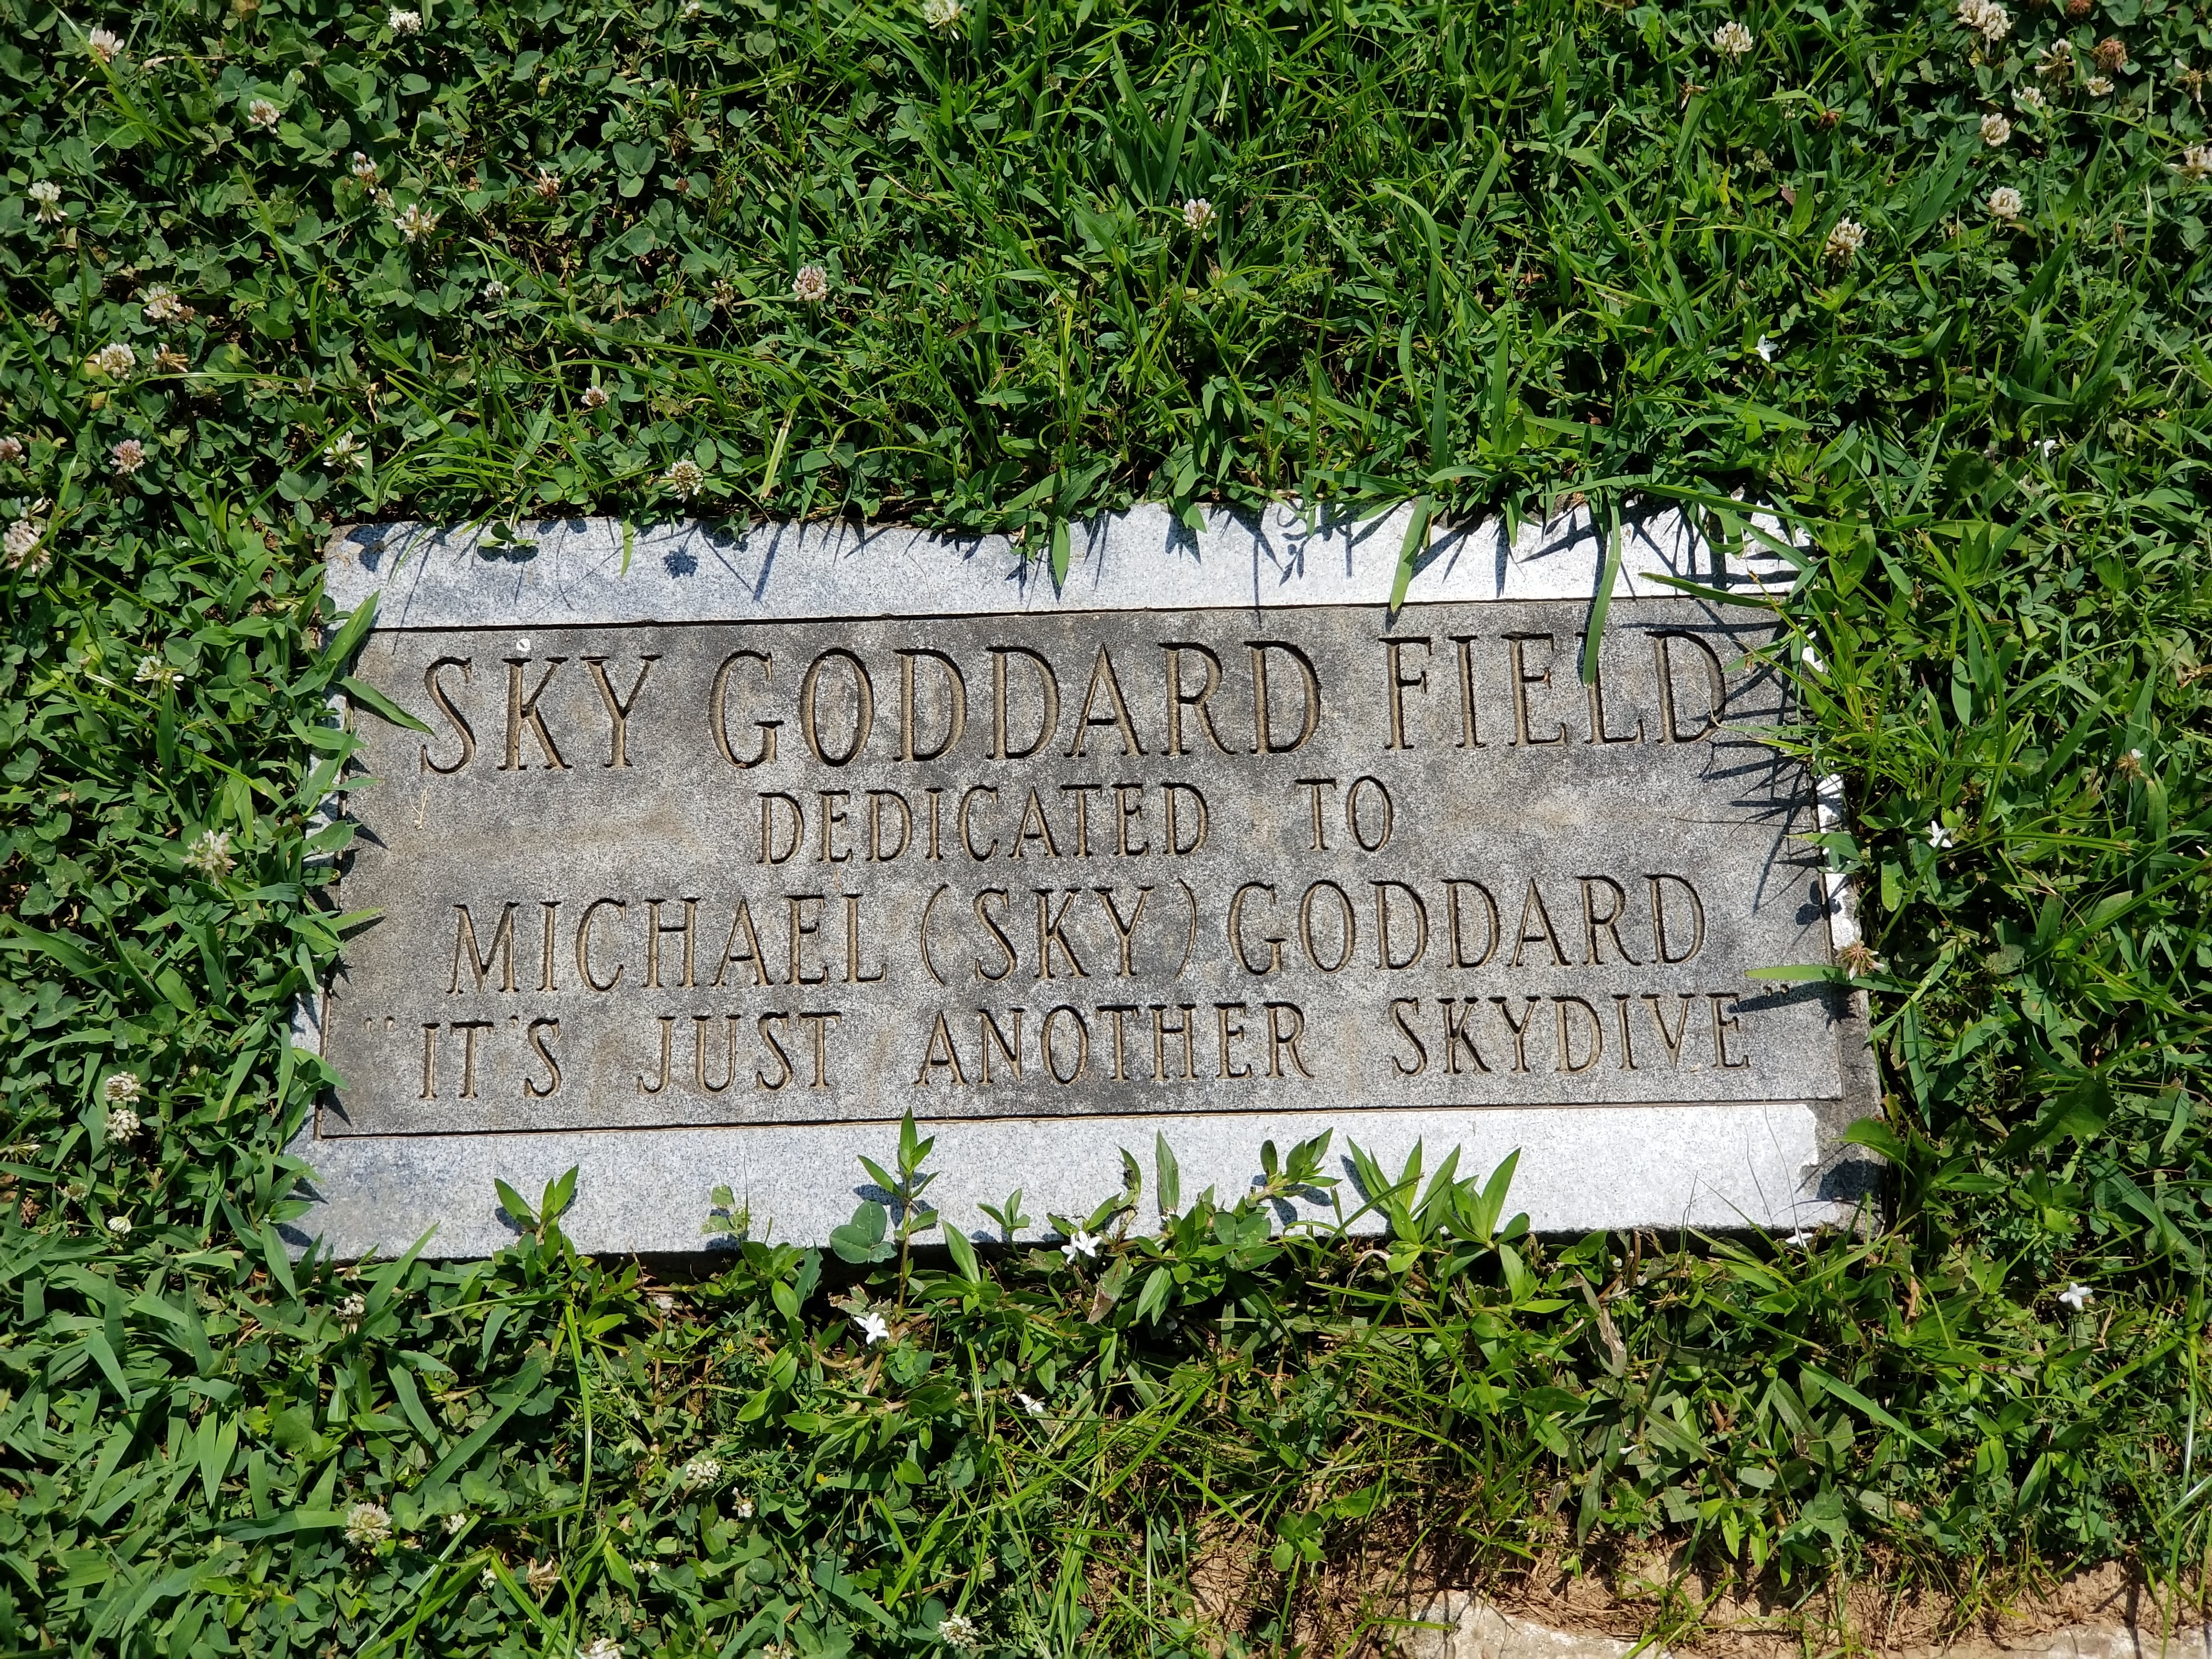 SKY GODDARD FIELD
DEDICATED TO
MICHAEL (SKY) GODDARD
"IT'S JUST ANOTHER SKYDIVE"